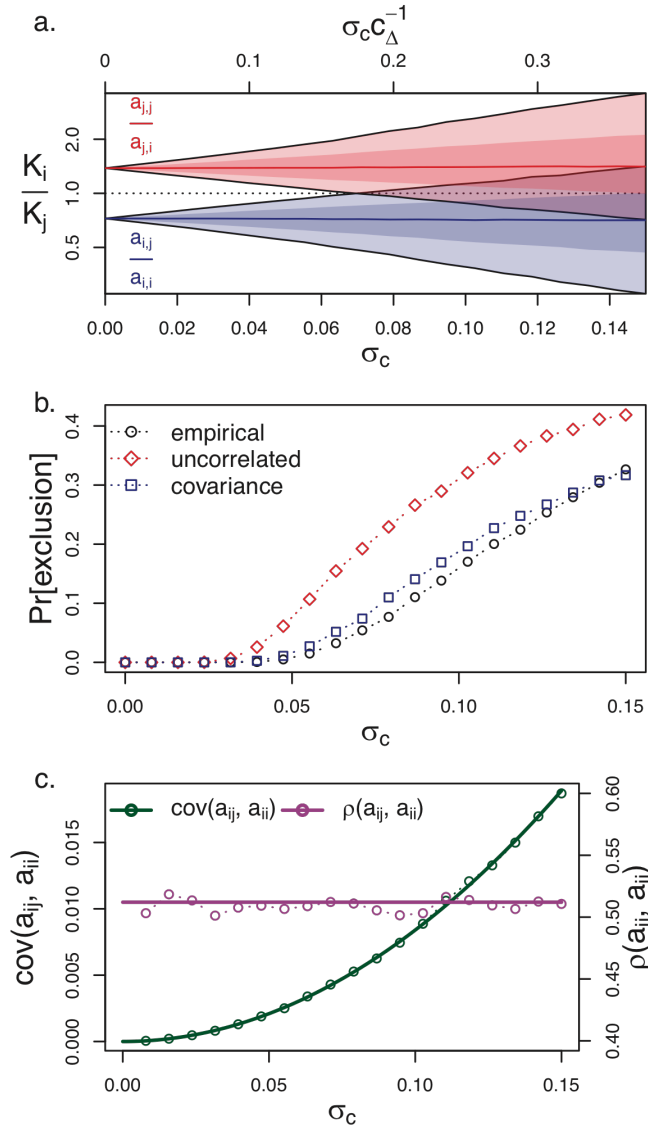 a.
σc cΔ⁻¹
0 0.1 0.2 0.3
Ki
Kj
2.0
1.0
0.5
aj,j
aj,i
ai,j
ai,i
0.00 0.02 0.04 0.06 0.08 0.10 0.12 0.14
σc
b.
Pr[exclusion]
0.4
0.3
0.2
0.1
0.0
empirical
uncorrelated
covariance
0.00 0.05 0.10 0.15
σc
c.
cov(aij, aii)
0.015
0.010
0.005
0.000
cov(aij, aii) ρ(aij, aii)
0.60
0.55
0.50
0.45
0.40
ρ(aij, aii)
0.00 0.05 0.10 0.15
σc